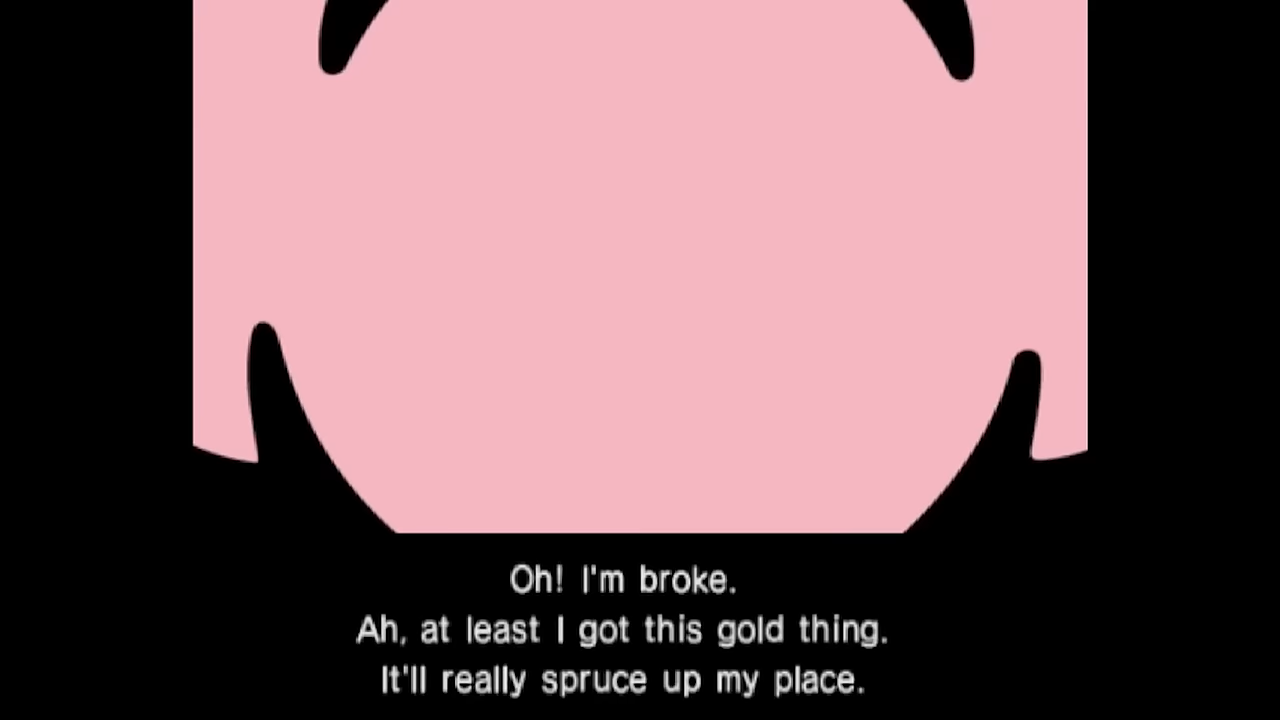 Oh! I'm broke.
Ah, at least I got this gold thing.
It'll really spruce up my place.